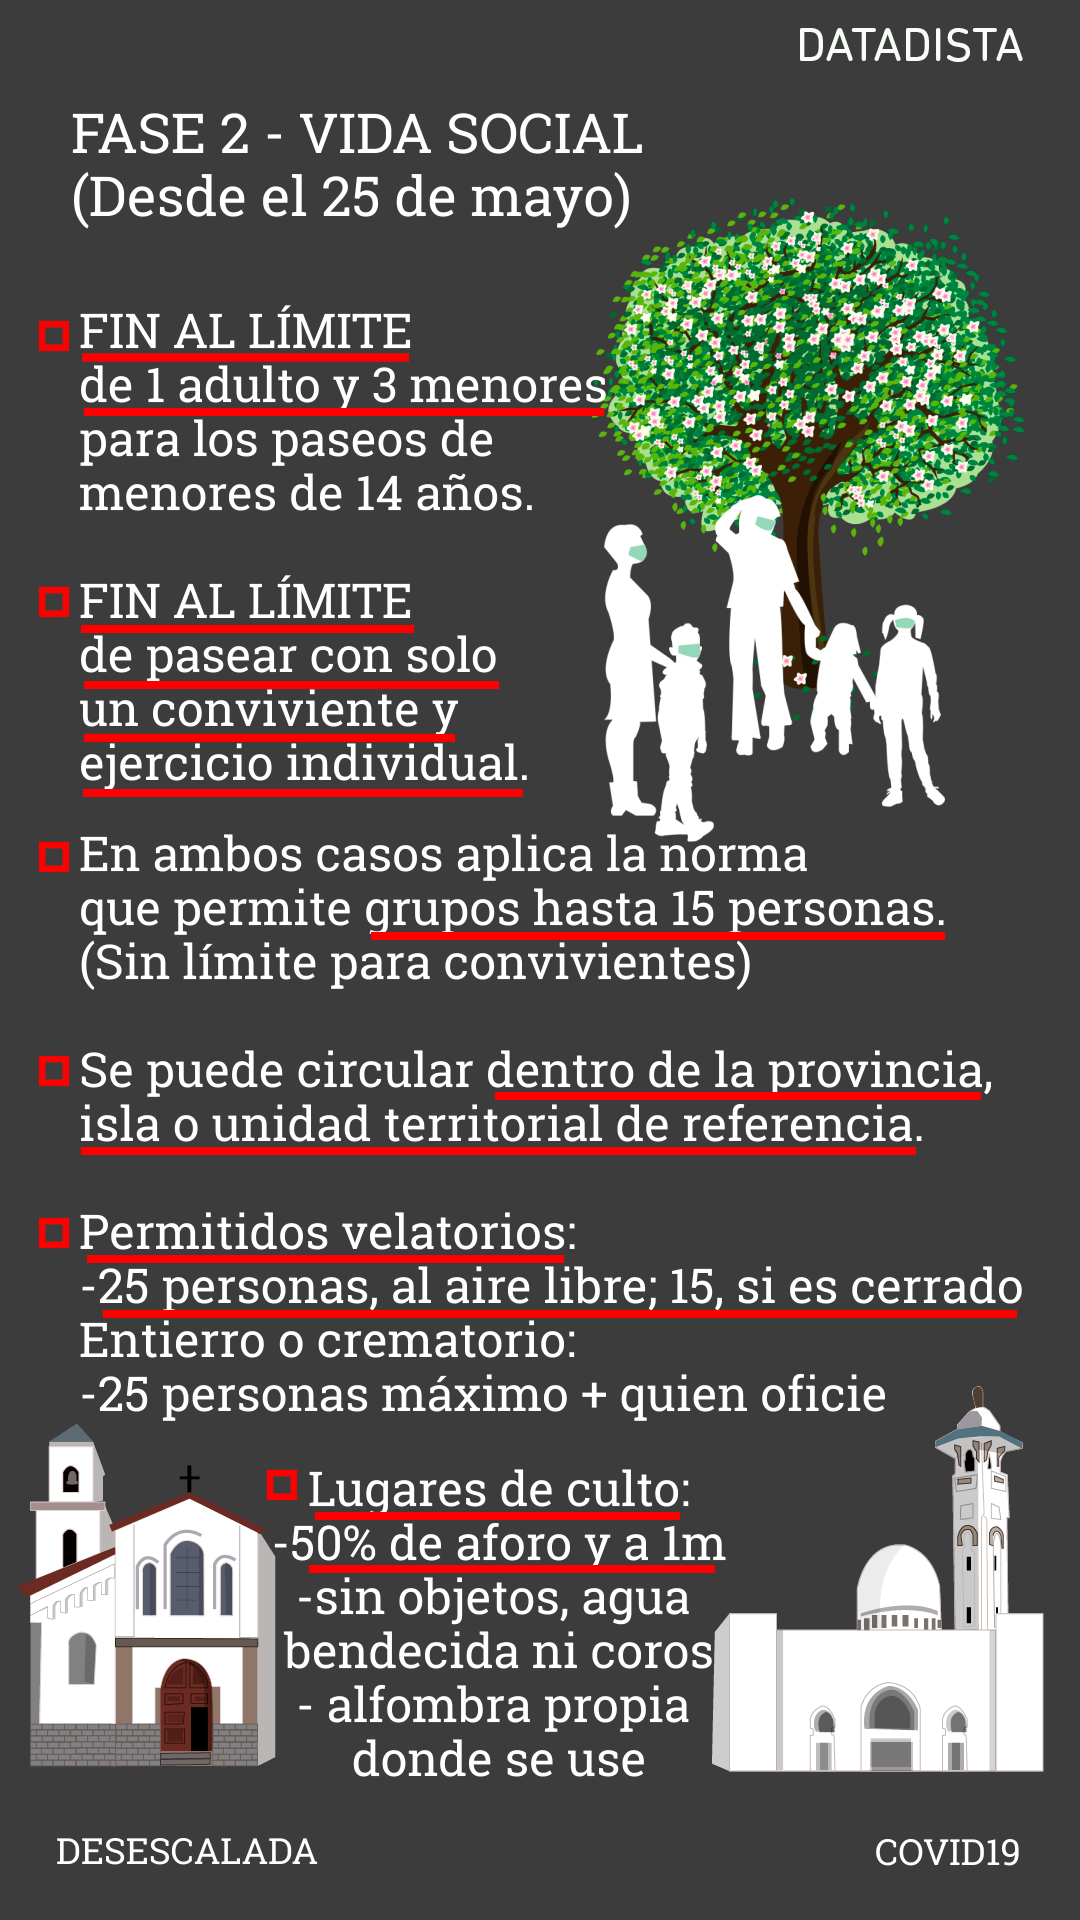 DATADISTA
FASE 2 - VIDA SOCIAL
(Desde el 25 de mayo)
FIN AL LÍMITE
de 1 adulto y 3 menores
para los paseos de
menores de 14 años.
FIN AL LÍMITE
de pasear con solo
un conviviente y
ejercicio individual.
En ambos casos aplica la norma
que permite grupos hasta 15 personas.
(Sin límite para convivientes)
Se puede circular dentro de la provincia,
isla o unidad territorial de referencia.
Permitidos velatorios:
-25 personas, al aire libre; 15, si es cerrado
Entierro o crematorio:
-25 personas máximo + quien oficie
Lugares de culto:
-50% de aforo y a 1m
-sin objetos, agua
bendecida ni coros
- alfombra propia
donde se use
DESESCALADA
COVID19